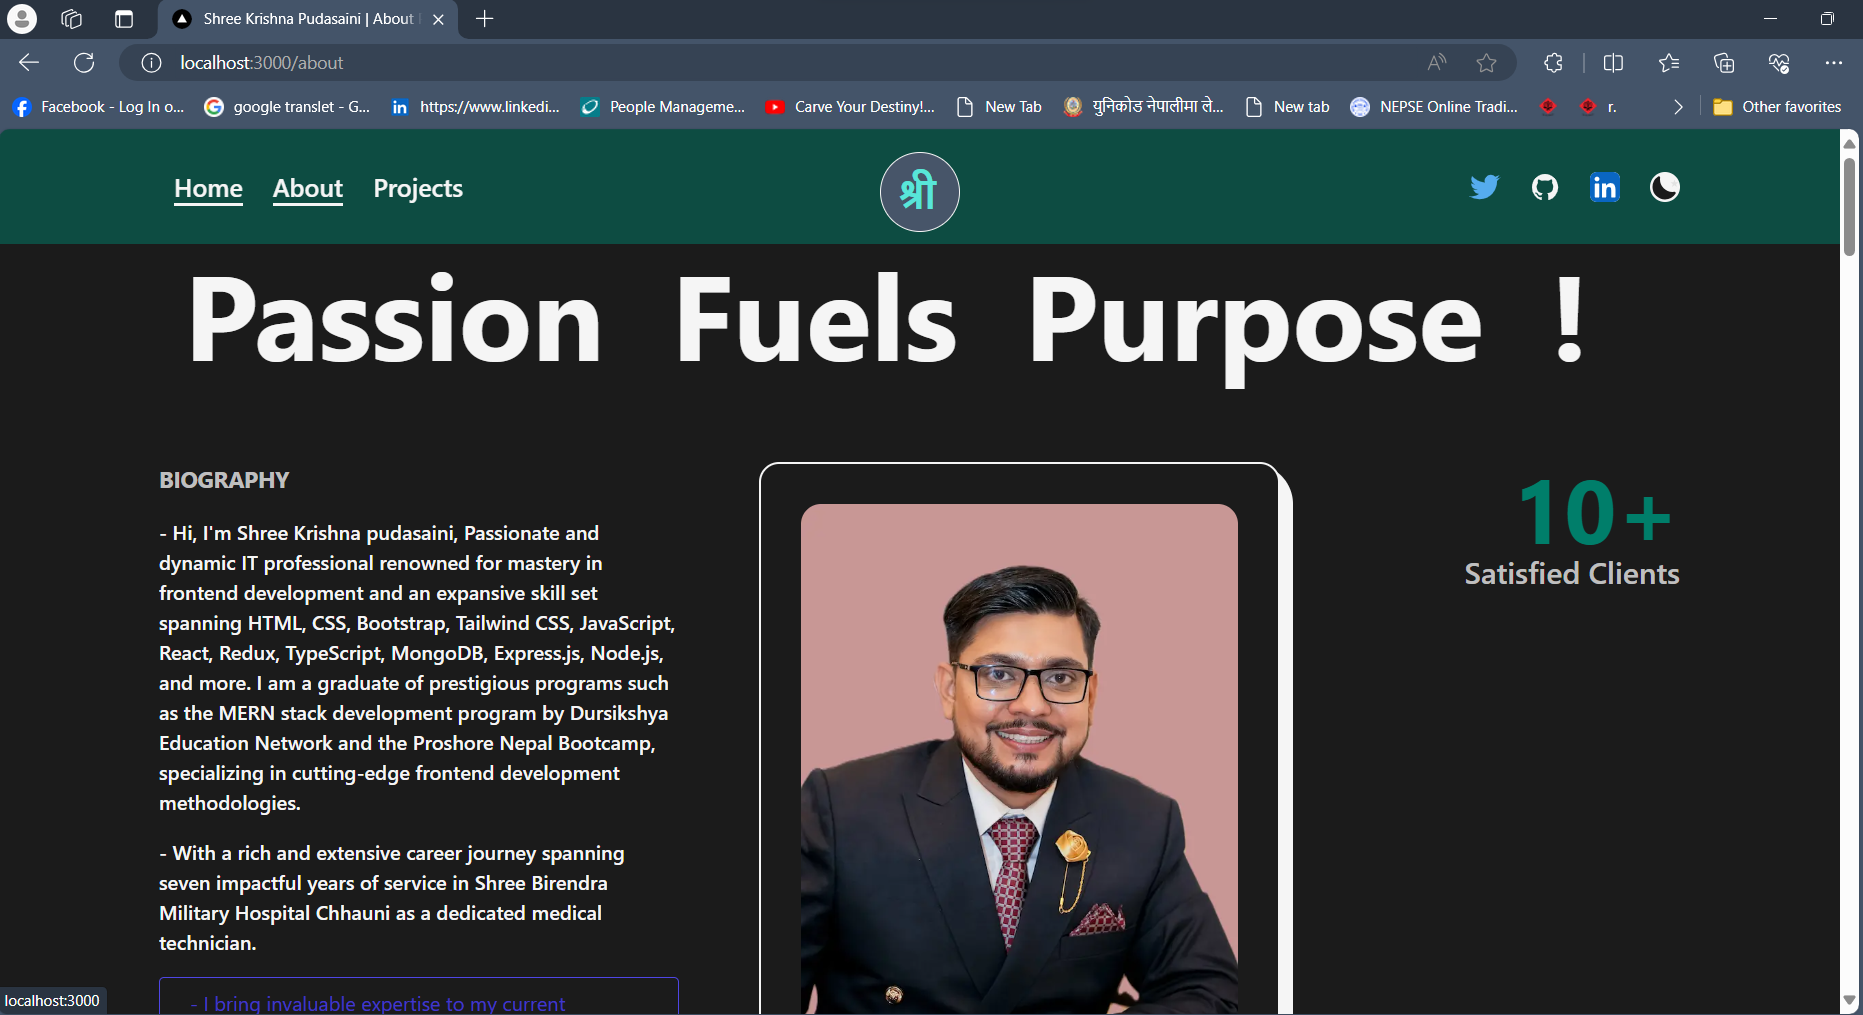 Shree Krishna Pudasaini | About
localhost:3000/about
Facebook - Log In o...
google translet - G...
https://www.linkedi...
People Manageme...
Carve Your Destiny!...
New Tab
युनिकोड नेपालीमा ले...
New tab
NEPSE Online Tradi...
r.
Other favorites
Home
About
Projects
श्री
in
Passion Fuels Purpose !
BIOGRAPHY
- Hi, I'm Shree Krishna pudasaini, Passionate and
dynamic IT professional renowned for mastery in
frontend development and an expansive skill set
spanning HTML, CSS, Bootstrap, Tailwind CSS, JavaScript,
React, Redux, TypeScript, MongoDB, Express.js, Node.js,
and more. I am a graduate of prestigious programs such
as the MERN stack development program by Dursikshya
Education Network and the Proshore Nepal Bootcamp,
specializing in cutting-edge frontend development
methodologies.
- With a rich and extensive career journey spanning
seven impactful years of service in Shree Birendra
Military Hospital Chhauni as a dedicated medical
technician.
- I bring invaluable expertise to my current
10+
Satisfied Clients
localhost:3000